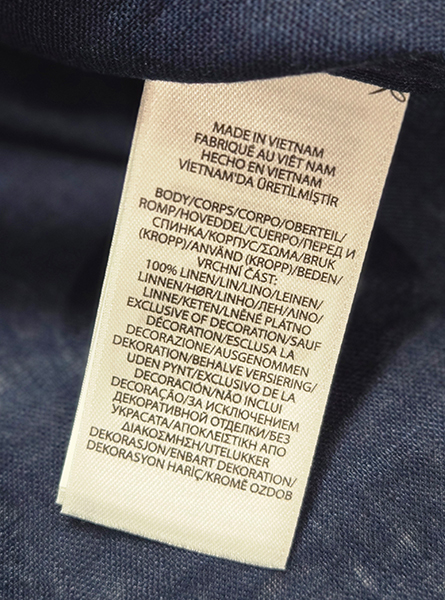 MADE IN VIETNAM
FABRIQUÉ AU VIÊT NAM
HECHO EN VIETNAM
VİETNAM'DA ÜRETİLMİŞTİR
BODY/CORPS/CORPO/OBERTEIL/
ROMP/HOVEDDEL/CUERPO/ПЕРЕД И
СПИНКА/КОРПУС/ΣΩΜΑ/BRUK
(KROPP)/ANVÄND (KROPP)/BEDEN/
VRCHNÍ ČÁST:
100% LINEN/LIN/LINO/LEINEN/
LINNEN/HØR/LINHO/ЛЕН/ΛΙΝΟ/
LINNE/KETEN/LNĚNÉ PLÁTNO
EXCLUSIVE OF DECORATION/SAUF
DÉCORATION/ESCLUSA LA
DECORAZIONE/AUSGENOMMEN
DEKORATION/BEHALVE VERSIERING/
UDEN PYNT/EXCLUSIVO DE LA
DECORACIÓN/NÃO INCLUI
DECORAÇÃO/ЗА ИСКЛЮЧЕНИЕМ
ДЕКОРАТИВНОЙ ОТДЕЛКИ/БЕЗ
УКРАСАТА/ΑΠΟΚΛΕΙΣΤΙΚΗ ΑΠΟ
ΔΙΑΚΟΣΜΗΣΗ/UTELUKKER
DEKORASJON/ENBART DEKORATION/
DEKORASYON HARİÇ/KROMĚ OZDOB